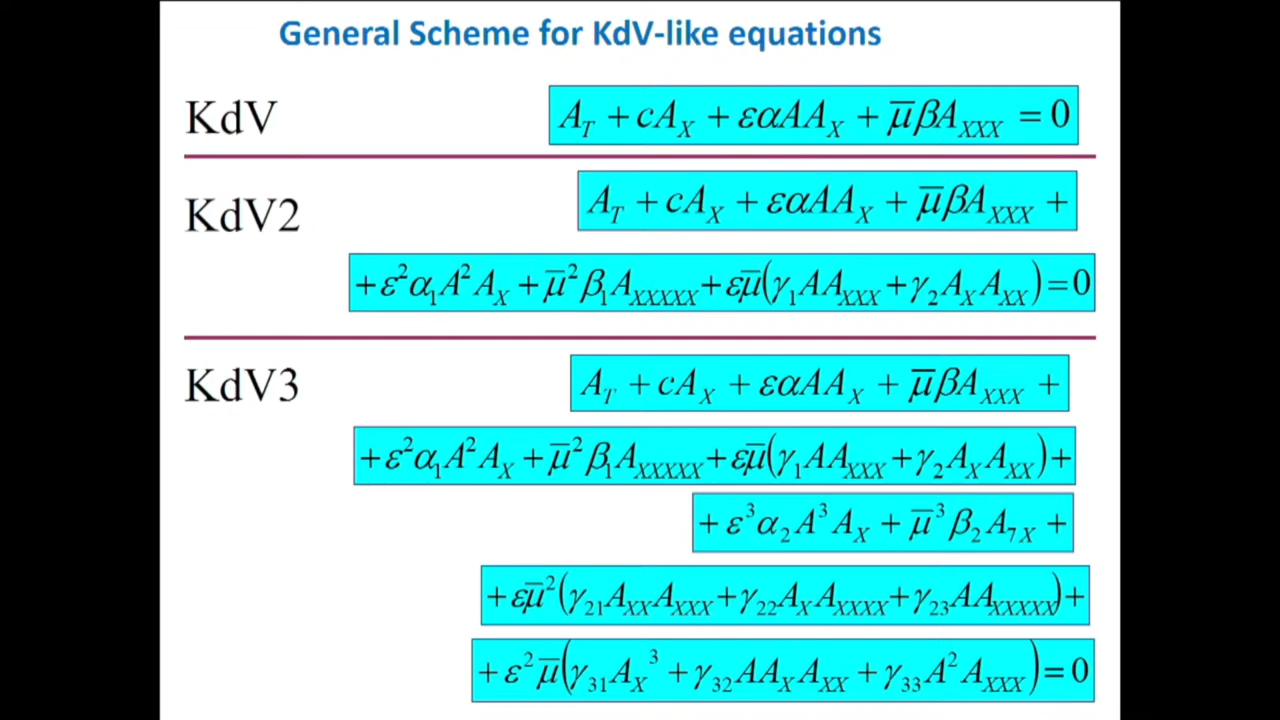 General Scheme for KdV-like equations
KdV
A_T + cA_X + εαAA_X + μ̅βA_XXX = 0
KdV2
A_T + cA_X + εαAA_X + μ̅βA_XXX +
+ε²α₁A²A_X + μ̅²β₁A_XXXXX + εμ̅(γ₁AA_XXX + γ₂A_XA_XX) = 0
KdV3
A_T + cA_X + εαAA_X + μ̅βA_XXX +
+ε²α₁A²A_X + μ̅²β₁A_XXXXX + εμ̅(γ₁AA_XXX + γ₂A_XA_XX) +
+ε³α₂A³A_X + μ̅³β₂A_7X +
+εμ̅²(γ₂₁A_XXA_XXX + γ₂₂A_XA_XXXX + γ₂₃AA_XXXXX) +
+ε²μ̅(γ₃₁A_X³ + γ₃₂AA_XA_XX + γ₃₃A²A_XXX) = 0